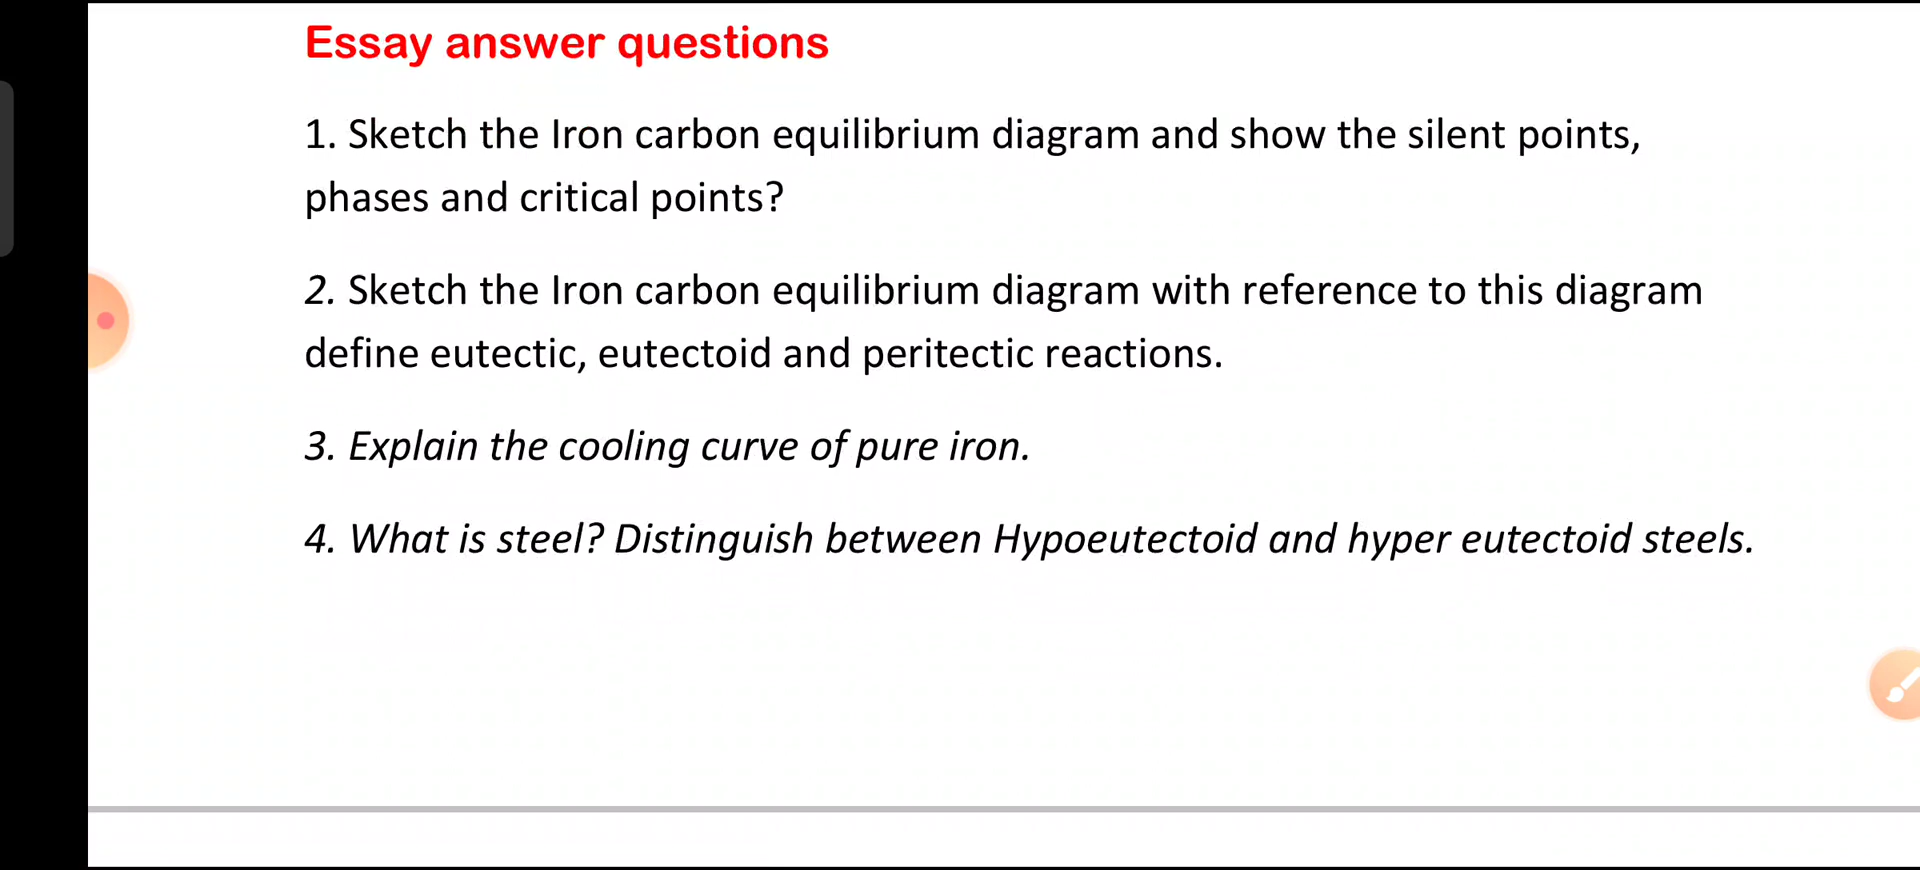 Essay answer questions
1. Sketch the Iron carbon equilibrium diagram and show the silent points,
phases and critical points?
2. Sketch the Iron carbon equilibrium diagram with reference to this diagram
define eutectic, eutectoid and peritectic reactions.
3. Explain the cooling curve of pure iron.
4. What is steel? Distinguish between Hypoeutectoid and hyper eutectoid steels.